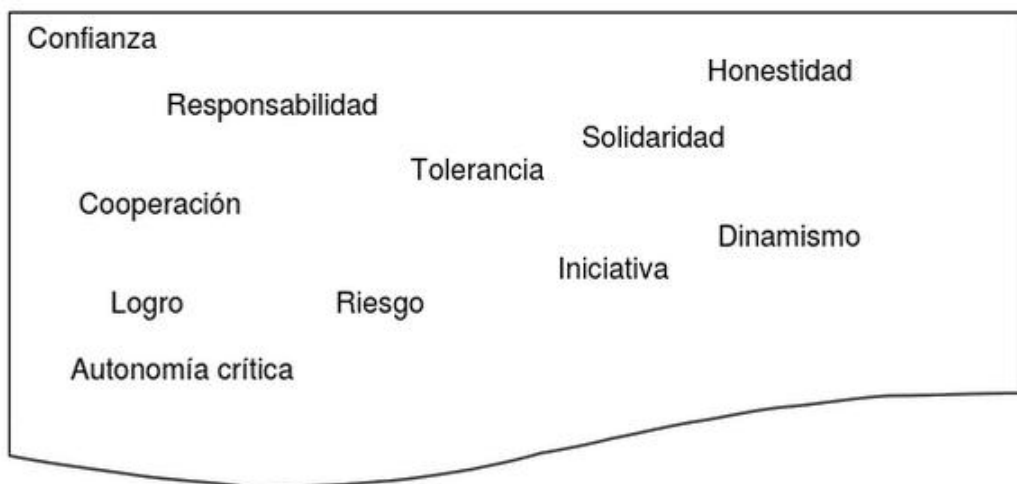 Confianza
Honestidad
Responsabilidad
Solidaridad
Tolerancia
Cooperación
Dinamismo
Iniciativa
Logro
Riesgo
Autonomía crítica